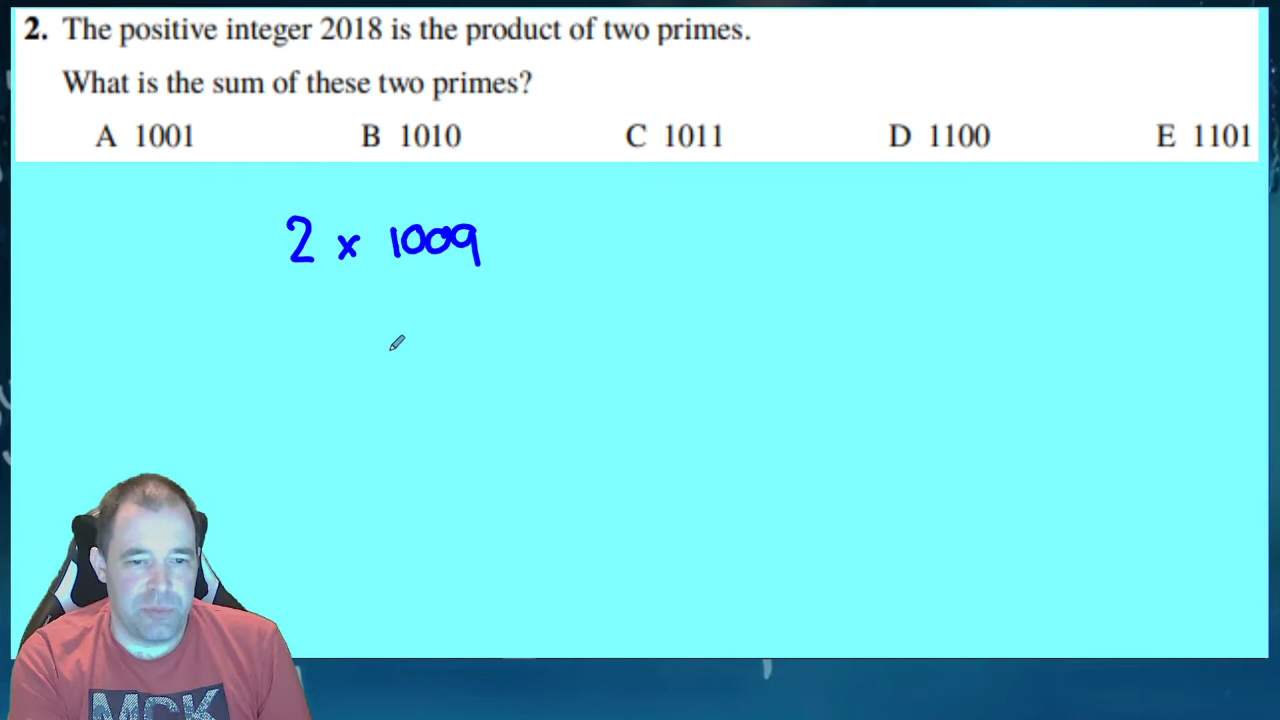 2. The positive integer 2018 is the product of two primes.
What is the sum of these two primes?
A 1001 B 1010 C 1011 D 1100 E 1101
2 x 1009
MCK